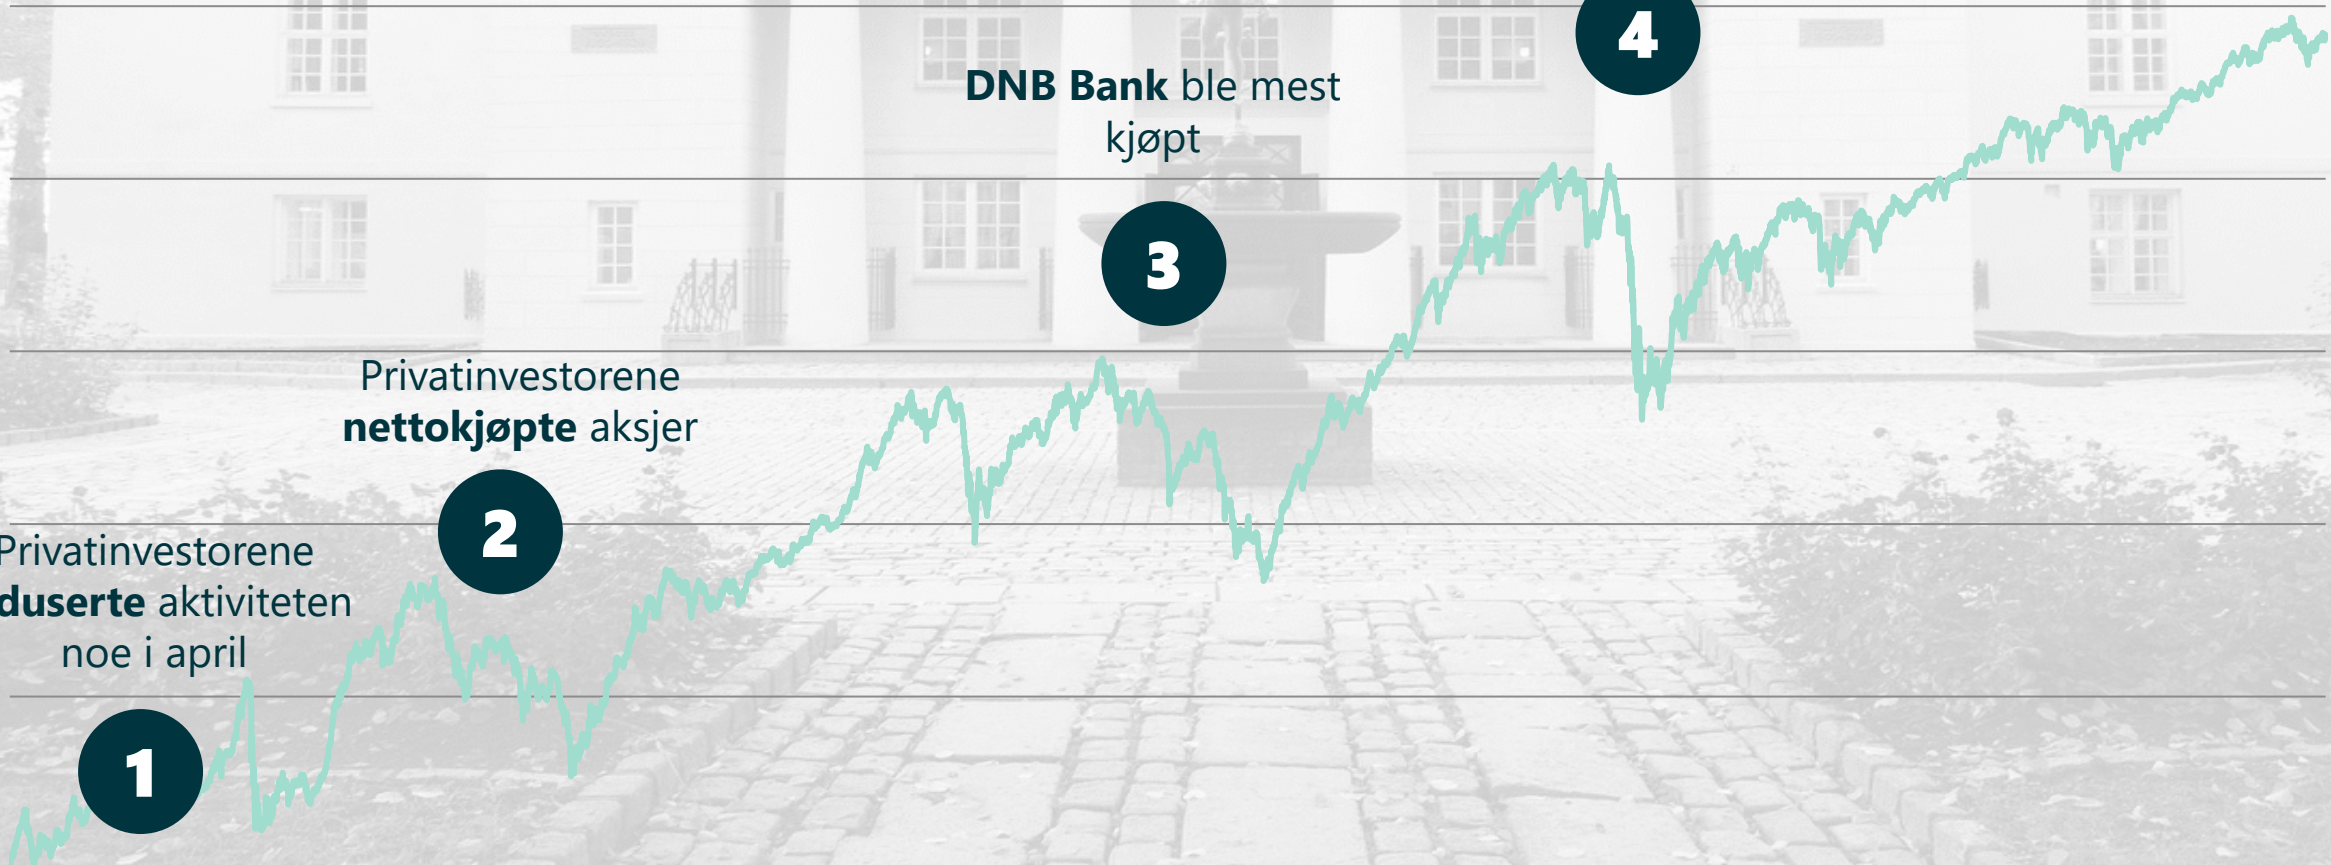 4
DNB Bank ble mest
kjøpt
3
Privatinvestorene
nettokjøpte aksjer
2
Privatinvestorene
duserte aktiviteten
noe i april
1